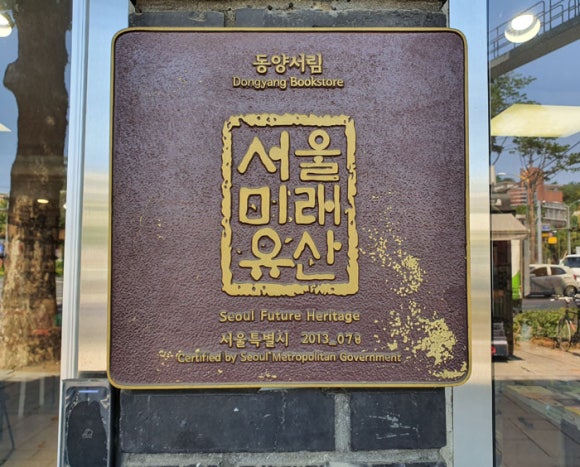 동양서림
Dongyang Bookstore
서울
미래
유산
Seoul Future Heritage
서울특별시 2013_078
Certified by Seoul Metropolitan Government